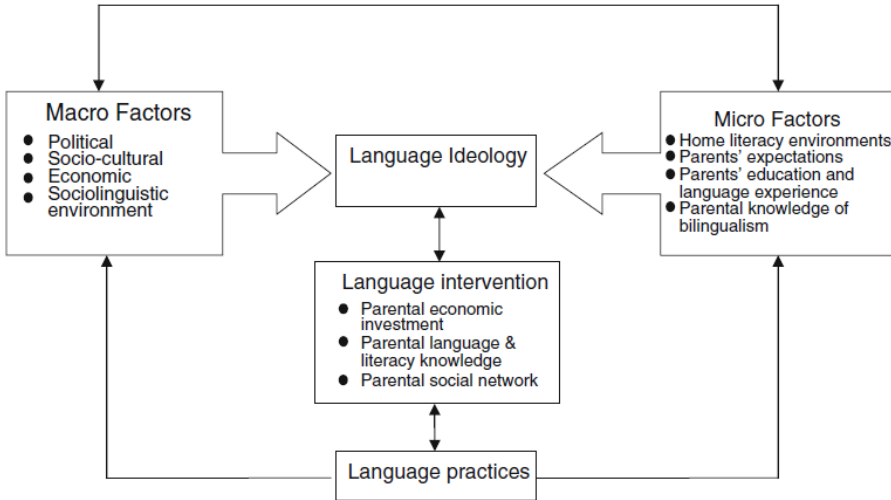 Macro Factors
Political
Socio-cultural
Economic
Sociolinguistic
environment
Language Ideology
Micro Factors
Home literacy environments
Parents' expectations
Parents' education and
language experience
Parental knowledge of
bilingualism
Language intervention
Parental economic
investment
Parental language &
literacy knowledge
Parental social network
Language practices